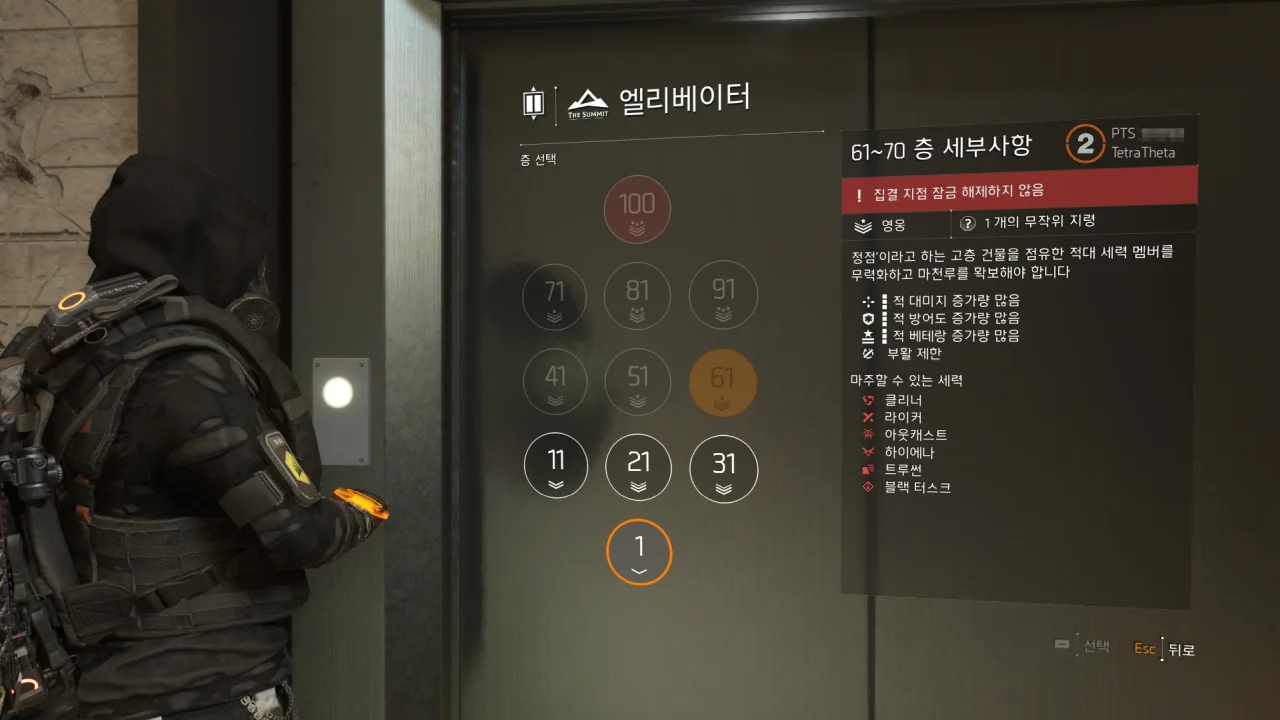 THE SUMMIT
엘리베이터
층 선택
100
71
81
91
41
51
61
11
21
31
1
61~70 층 세부사항
2
PTS
TetraTheta
! 집결 지점 잠금 해제하지 않음
영웅
? 1 개의 무작위 지령
정점'이라고 하는 고층 건물을 점유한 적대 세력 멤버를
무력화하고 마천루를 확보해야 합니다
적 대미지 증가량 많음
적 방어도 증가량 많음
적 베테랑 증가량 많음
부활 제한
마주할 수 있는 세력
클리너
라이커
아웃캐스트
하이에나
트루썬
블랙 터스크
선택
Esc 뒤로